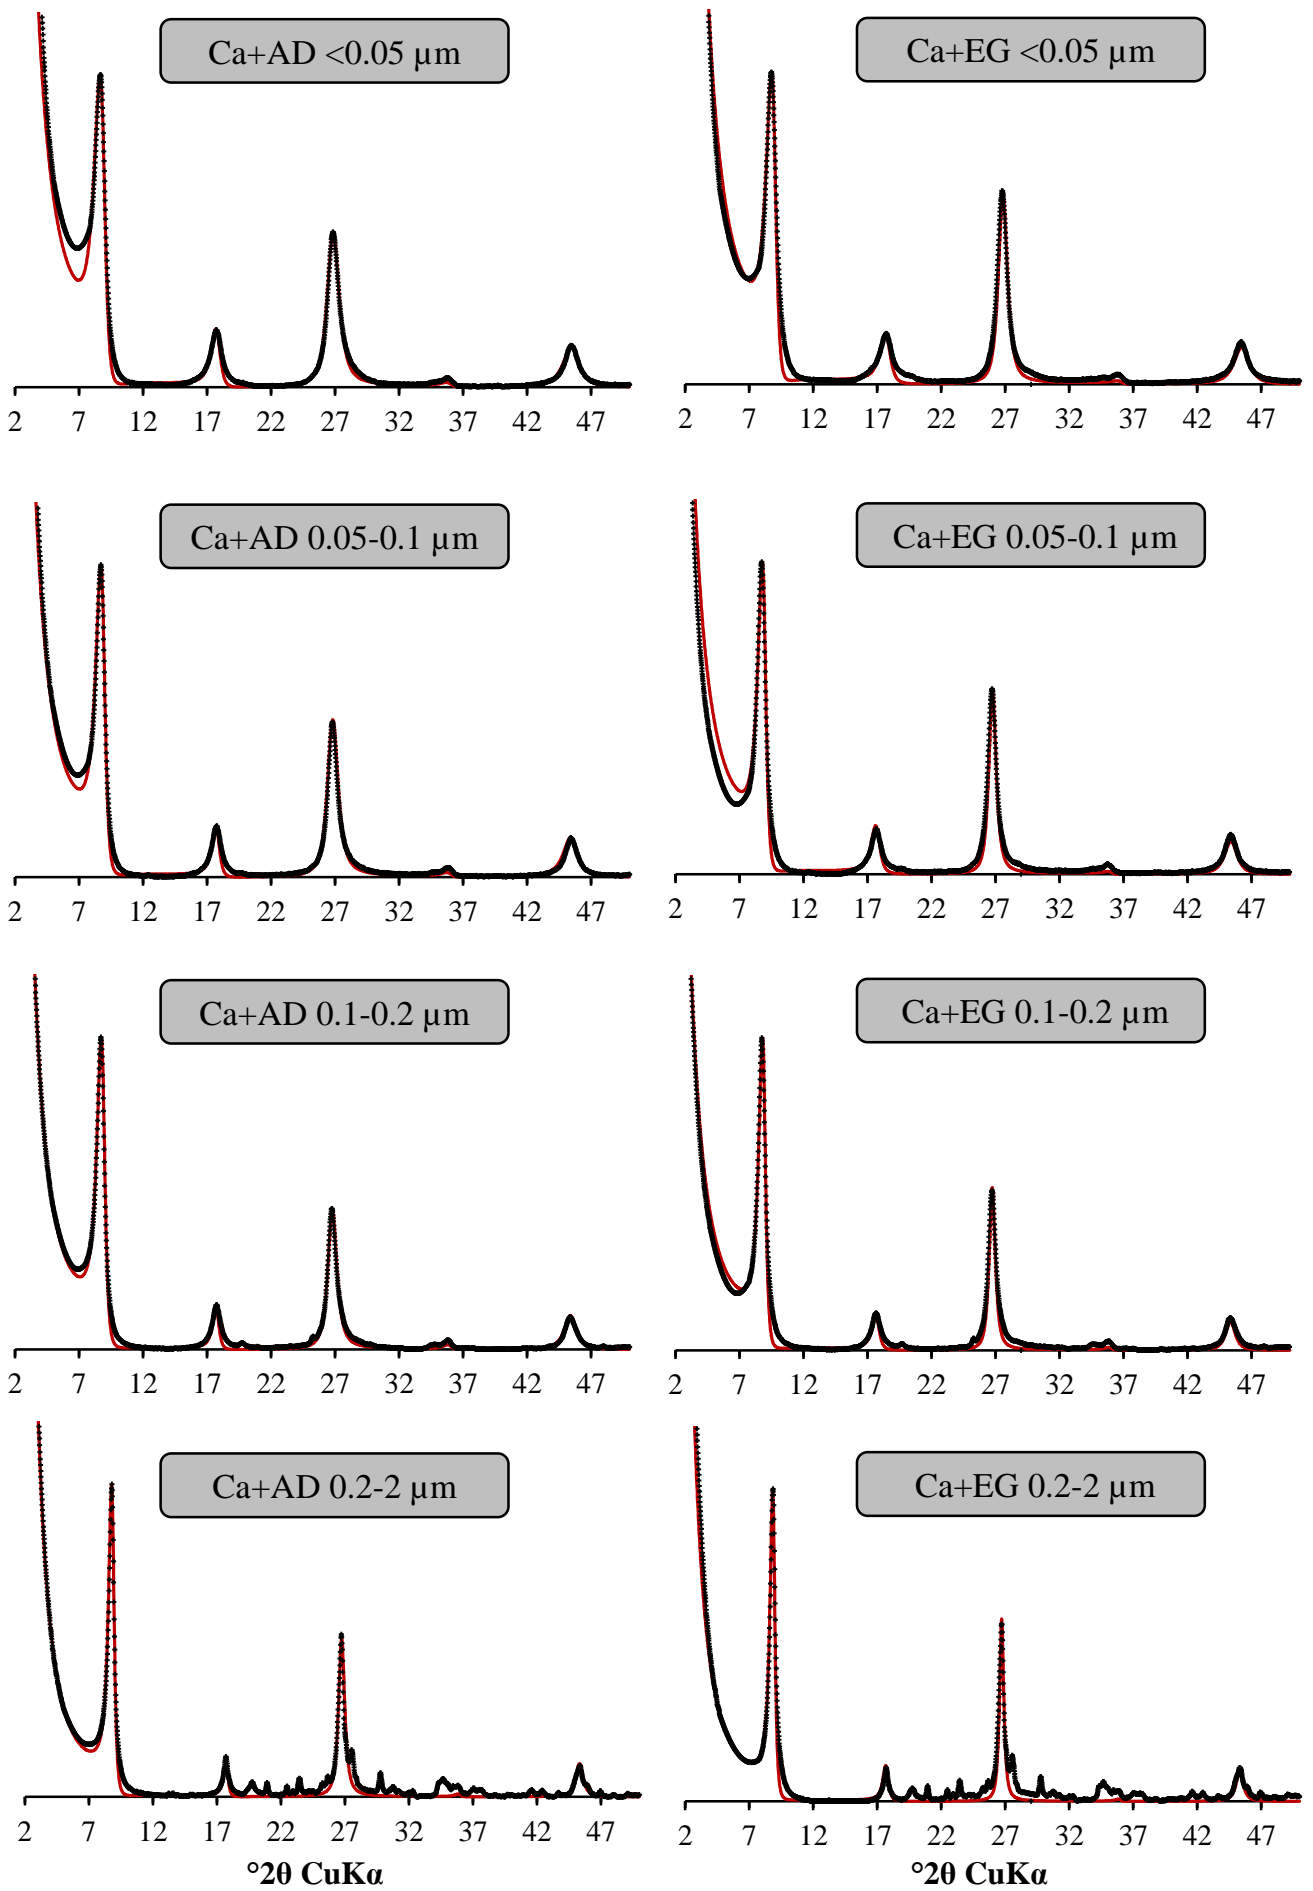 Ca+AD <0.05 µm
Ca+EG <0.05 µm
2 7 12 17 22 27 32 37 42 47
2 7 12 17 22 27 32 37 42 47
Ca+AD 0.05-0.1 µm
Ca+EG 0.05-0.1 µm
2 7 12 17 22 27 32 37 42 47
2 7 12 17 22 27 32 37 42 47
Ca+AD 0.1-0.2 µm
Ca+EG 0.1-0.2 µm
2 7 12 17 22 27 32 37 42 47
2 7 12 17 22 27 32 37 42 47
Ca+AD 0.2-2 µm
Ca+EG 0.2-2 µm
2 7 12 17 22 27 32 37 42 47
2 7 12 17 22 27 32 37 42 47
°2θ CuKα
°2θ CuKα